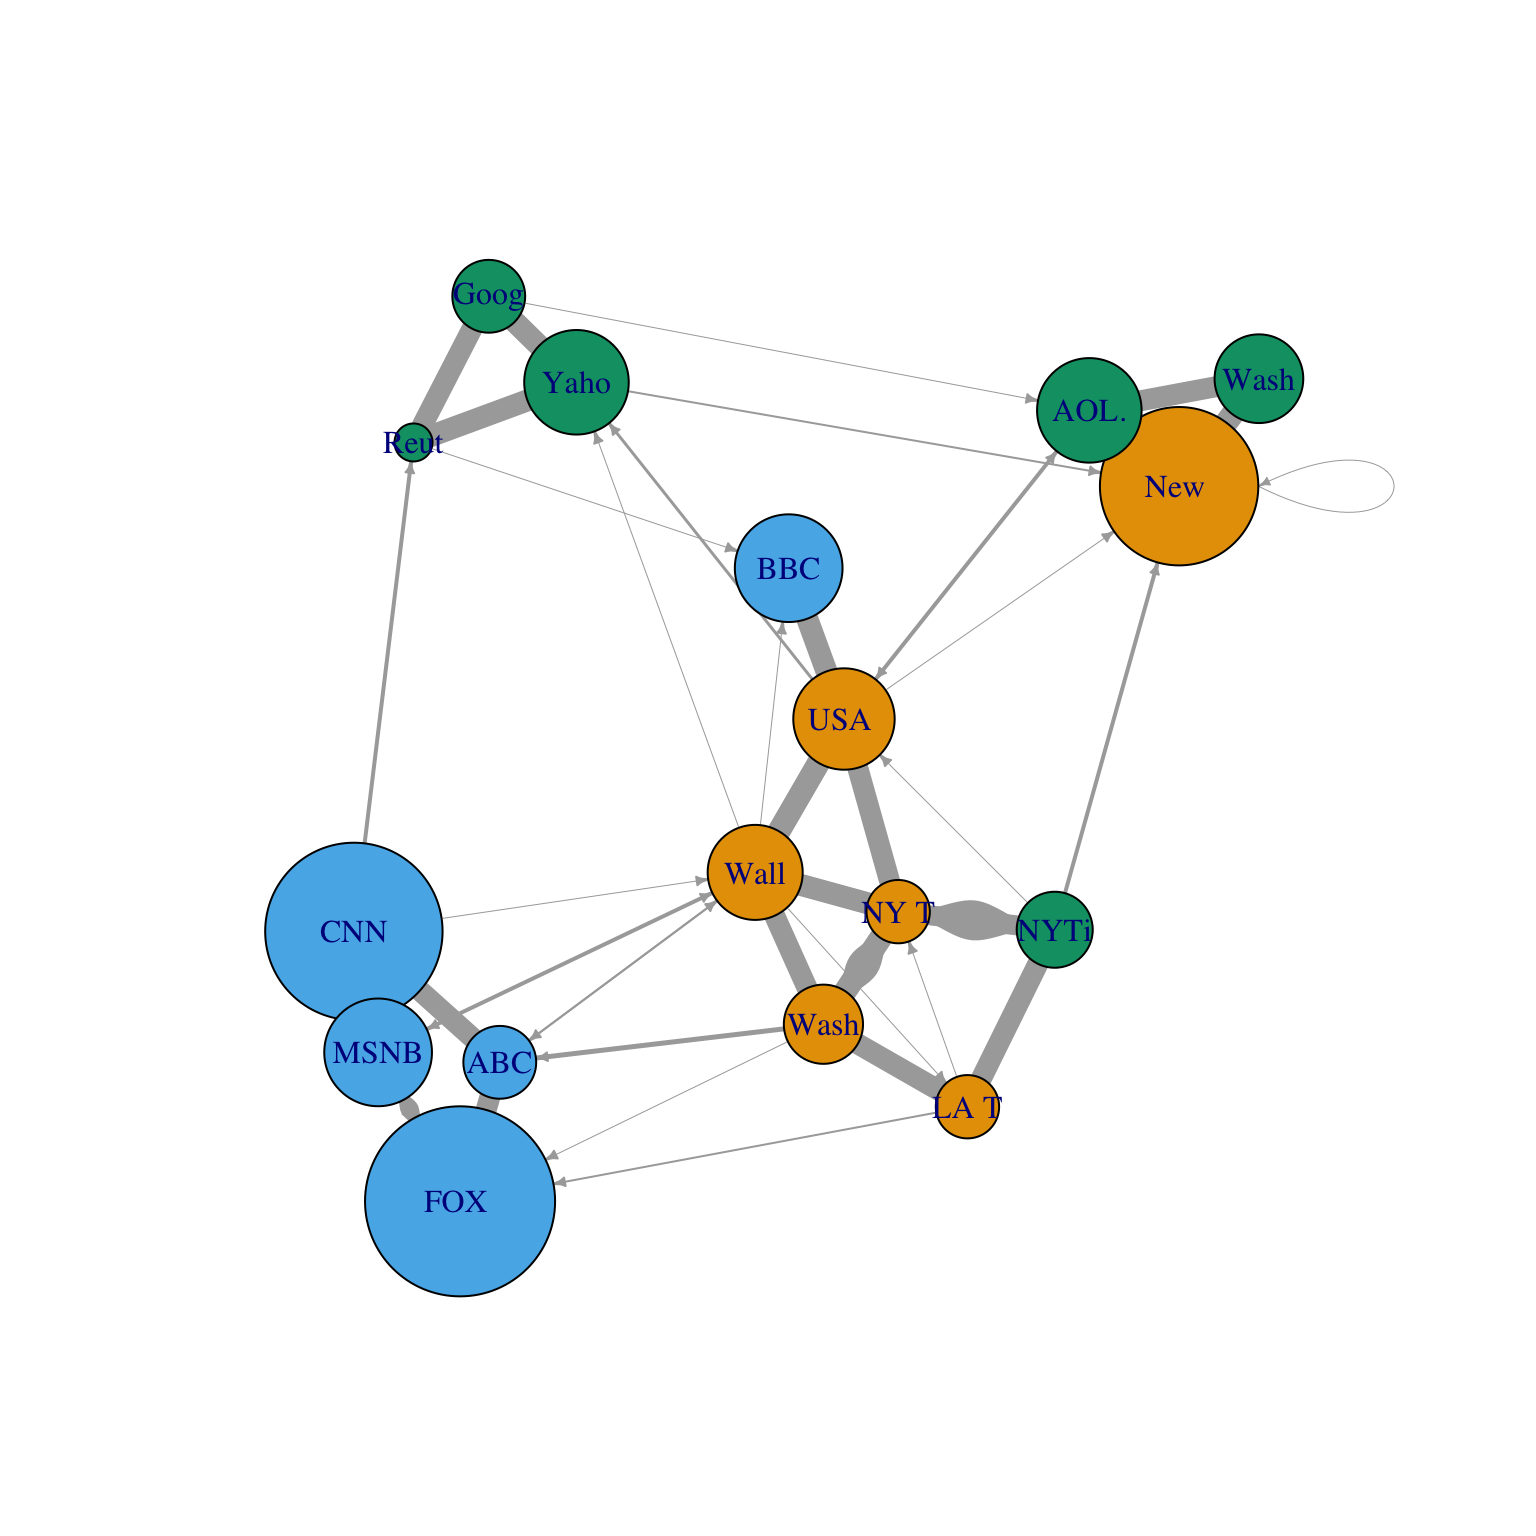 Goog
Yaho
Wash
AOL.
Reut
New
BBC
USA
Wall
NY T
CNN
NYTi
Wash
MSNB
ABC
LA T
FOX